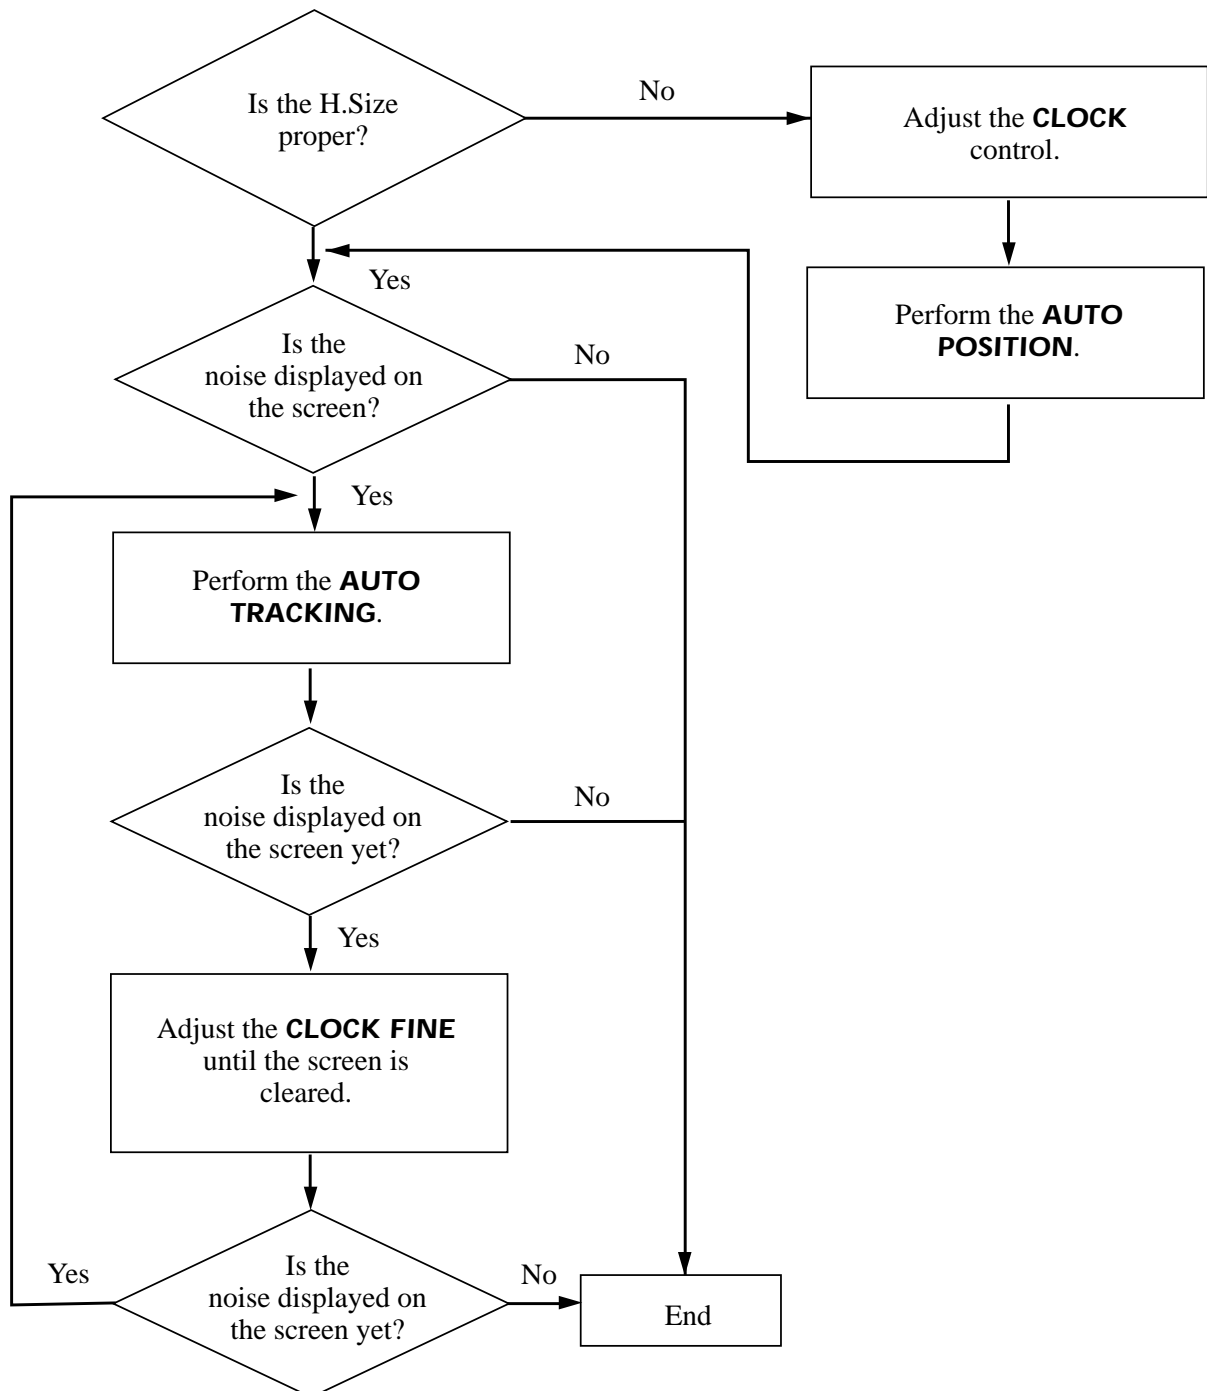 Is the H.Size
proper?
No
Adjust the CLOCK
control.
Yes
Perform the AUTO
POSITION.
Is the
noise displayed on
the screen?
No
Yes
Perform the AUTO
TRACKING.
Is the
noise displayed on
the screen yet?
No
Yes
Adjust the CLOCK FINE
until the screen is
cleared.
Yes
Is the
noise displayed on
the screen yet?
No
End